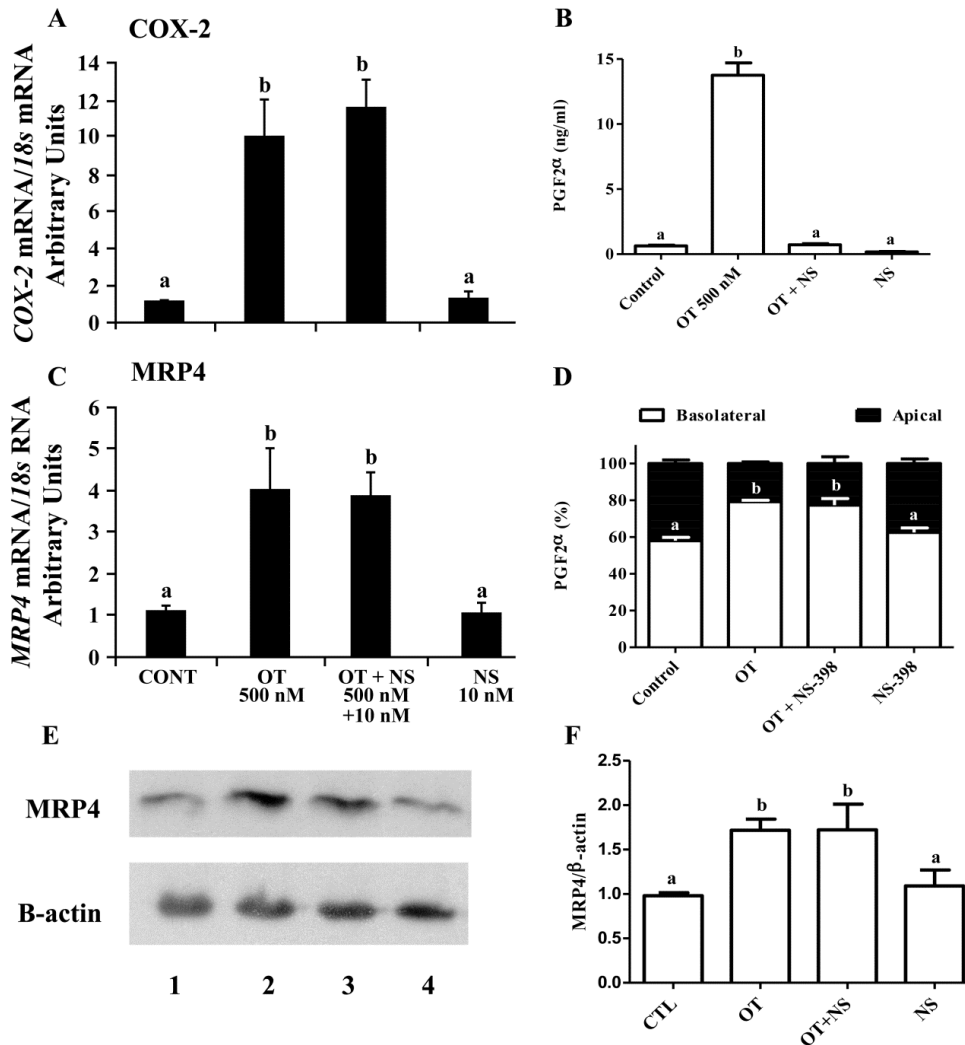 A
COX-2
COX-2 mRNA/18s mRNA
Arbitrary Units
14
12
10
8
6
4
2
0
a
b
b
a
B
PGF2α (ng/ml)
15
10
5
0
a
b
a
a
Control
OT 500 nM
OT + NS
NS
C
MRP4
MRP4 mRNA/18s RNA
Arbitrary Units
6
5
4
3
2
1
0
a
b
b
a
CONT
OT
500 nM
OT + NS
500 nM
+10 nM
NS
10 nM
D
Basolateral
Apical
PGF2α (%)
100
80
60
40
20
0
a
b
b
a
Control
OT
OT + NS-398
NS-398
E
MRP4
B-actin
1 2 3 4
F
MRP4/β-actin
2.5
2.0
1.5
1.0
0.5
0.0
a
b
b
a
CTL
OT
OT+NS
NS